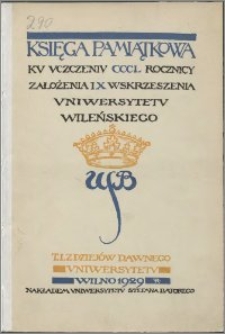 290
KSIĘGA PAMIĄTKOWA
KV VCZCZENIV CCCL ROCZNICY
ZAŁOŻENIA I X WSKRZESZENIA
VNIWERSYTETV
WILEŃSKIEGO
USB
T.I. Z DZIEJÓW DAWNEGO
VNIWERSYTETV
WILNO 1929
NAKŁADEM VNIWERSYTETV STEFANA BATOREGO